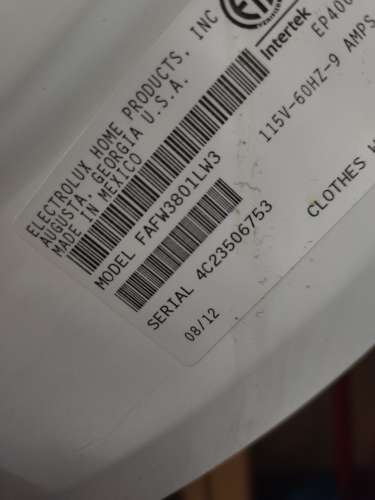 ELECTROLUX HOME PRODUCTS, INC
AUGUSTA, GEORGIA U.S.A.
MADE IN MEXICO
MODEL FAFW3801LW3
SERIAL 4C23506753
08/12
Intertek
115V-60HZ-9 AMPS
CLOTHES